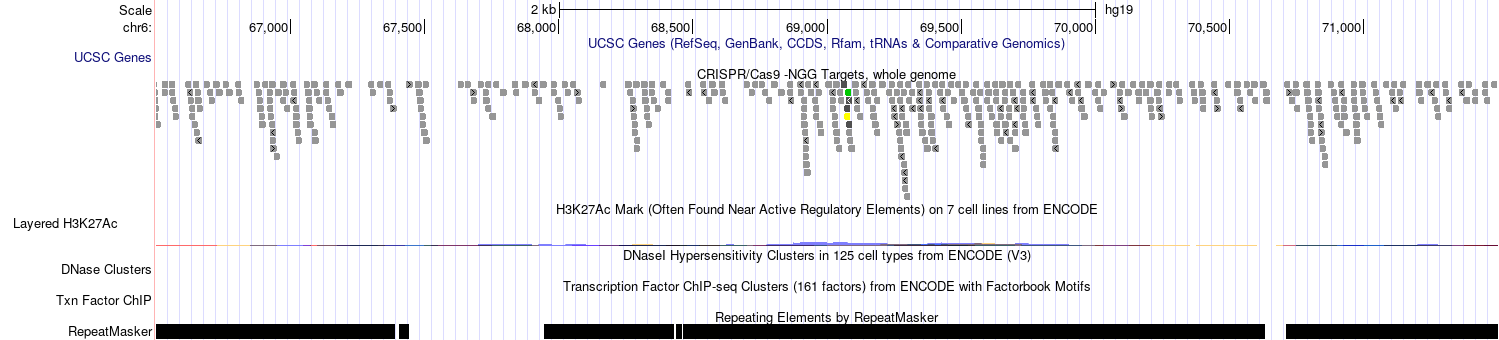 Scale 2 kb hg19
chr6: 67,000 67,500 68,000 68,500 69,000 69,500 70,000 70,500 71,000
UCSC Genes (RefSeq, GenBank, CCDS, Rfam, tRNAs & Comparative Genomics)
UCSC Genes
CRISPR/Cas9 -NGG Targets, whole genome
H3K27Ac Mark (Often Found Near Active Regulatory Elements) on 7 cell lines from ENCODE
Layered H3K27Ac
DNaseI Hypersensitivity Clusters in 125 cell types from ENCODE (V3)
DNase Clusters
Transcription Factor ChIP-seq Clusters (161 factors) from ENCODE with Factorbook Motifs
Txn Factor ChIP
Repeating Elements by RepeatMasker
RepeatMasker